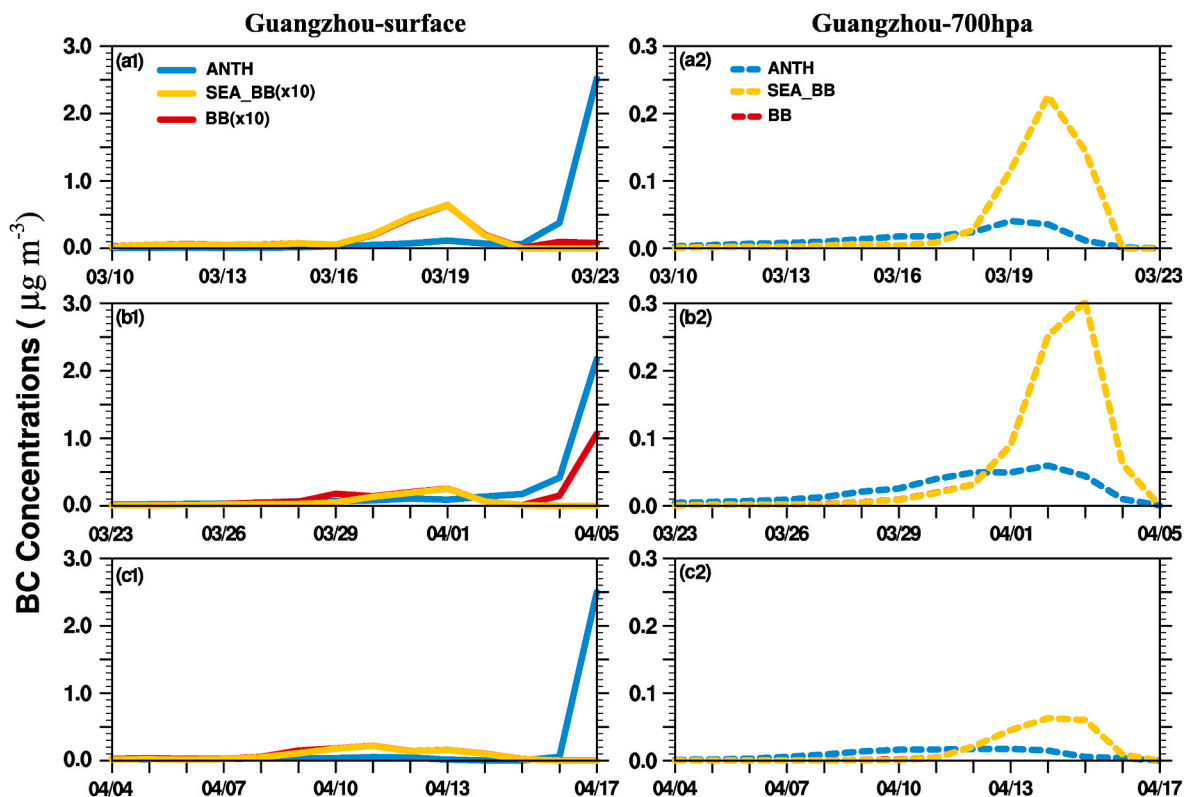 Guangzhou-surface
Guangzhou-700hpa
BC Concentrations ( μg m⁻³)
(a1)
ANTH
SEA_BB(x10)
BB(x10)
3.0
2.0
1.0
0.0
03/10 03/13 03/16 03/19 03/23
(a2)
ANTH
SEA_BB
BB
0.3
0.2
0.1
0.0
03/10 03/13 03/16 03/19 03/23
(b1)
3.0
2.0
1.0
0.0
03/23 03/26 03/29 04/01 04/05
(b2)
0.3
0.2
0.1
0.0
03/23 03/26 03/29 04/01 04/05
(c1)
3.0
2.0
1.0
0.0
04/04 04/07 04/10 04/13 04/17
(c2)
0.3
0.2
0.1
0.0
04/04 04/07 04/10 04/13 04/17